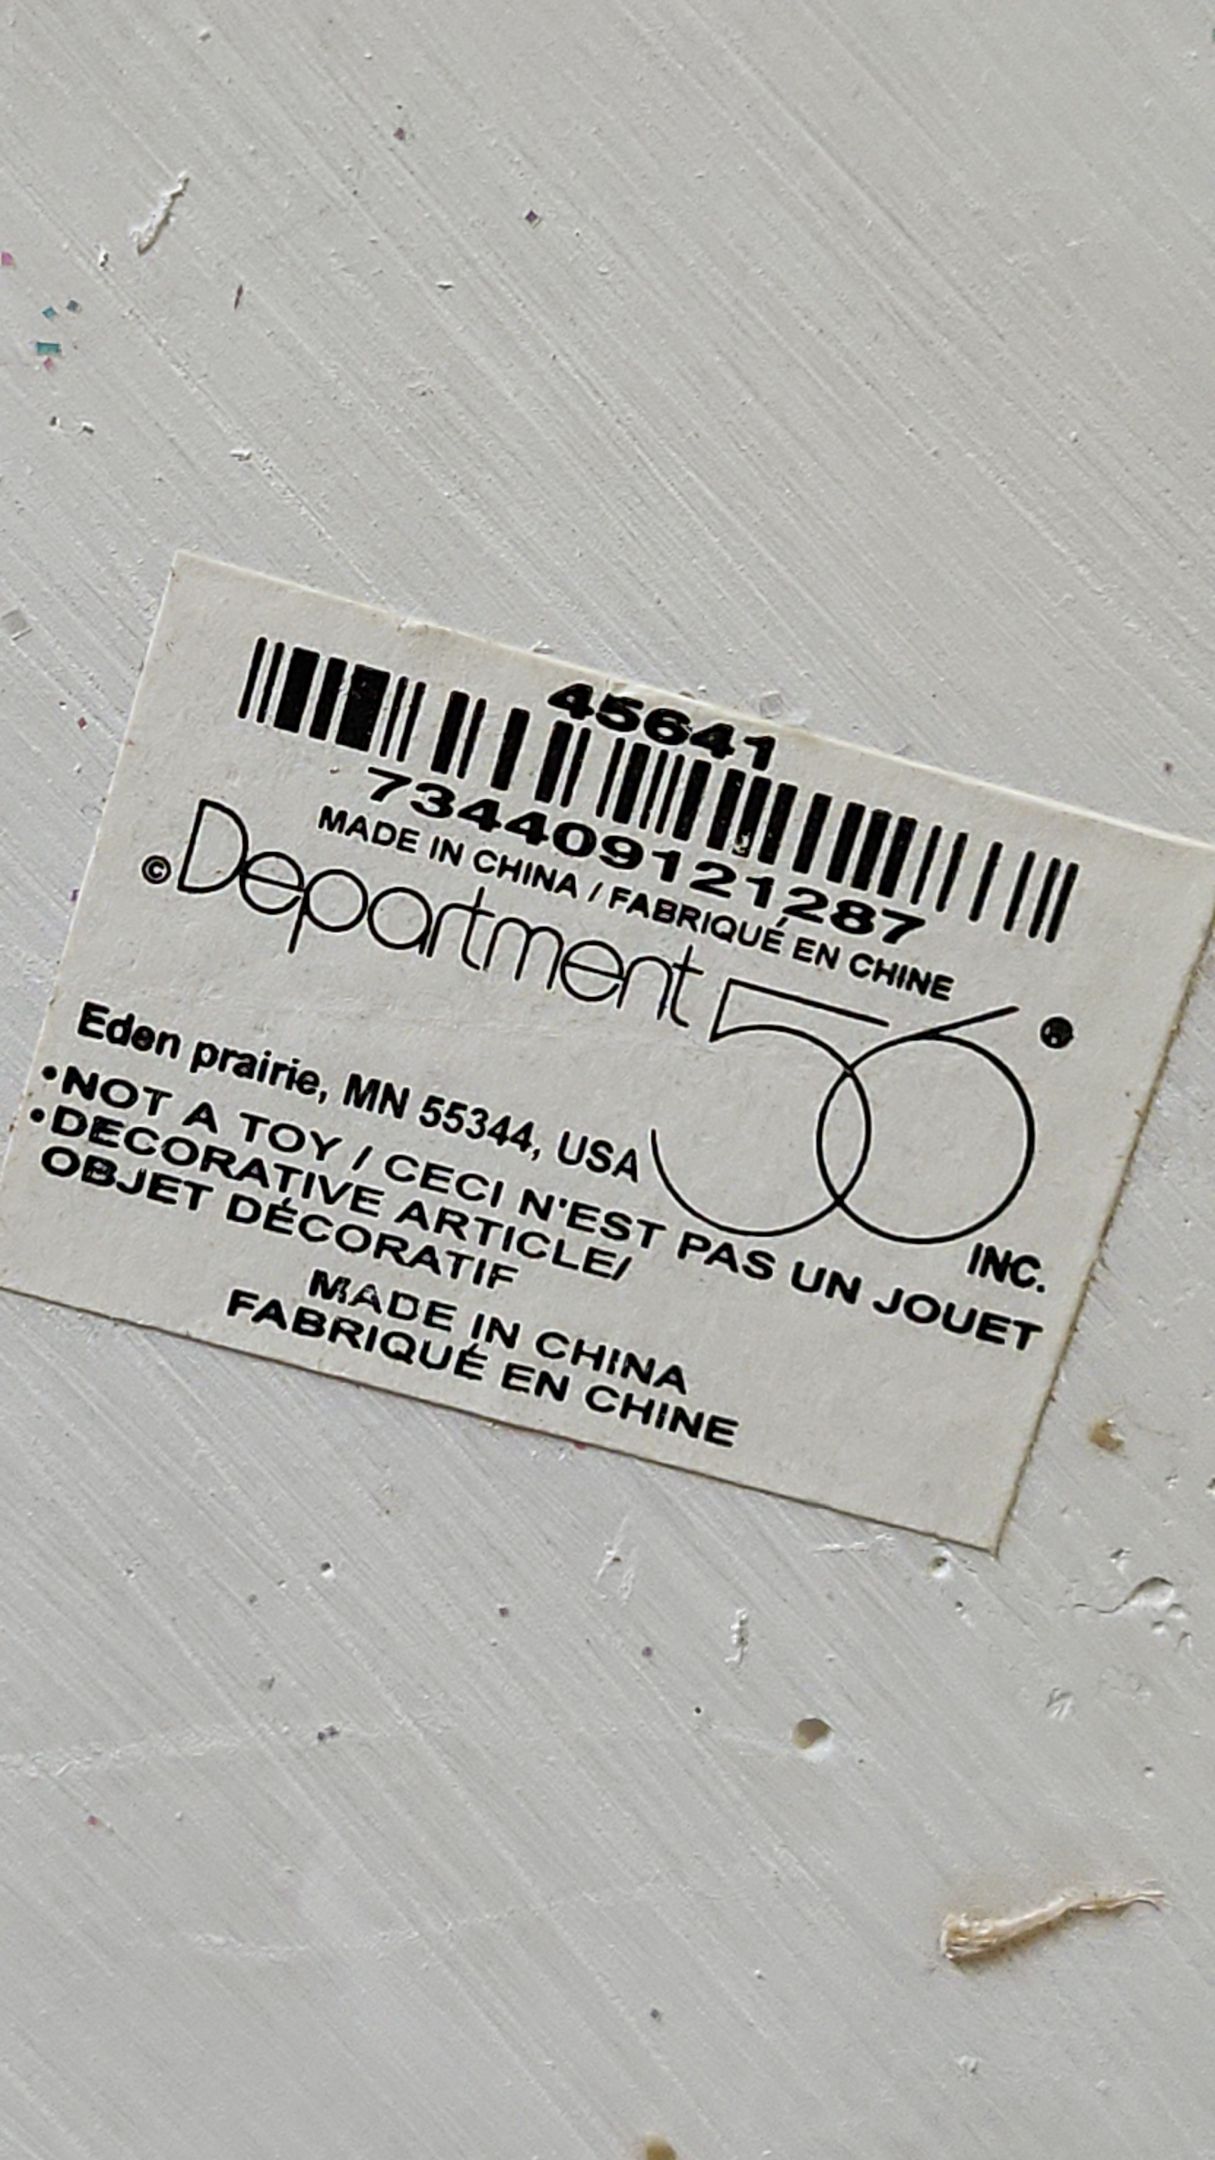 45641
734409121287
MADE IN CHINA / FABRIQUÉ EN CHINE
© Department 56 ®
INC.
Eden prairie, MN 55344, USA
•NOT A TOY / CECI N'EST PAS UN JOUET
•DECORATIVE ARTICLE/
OBJET DÉCORATIF
MADE IN CHINA
FABRIQUÉ EN CHINE